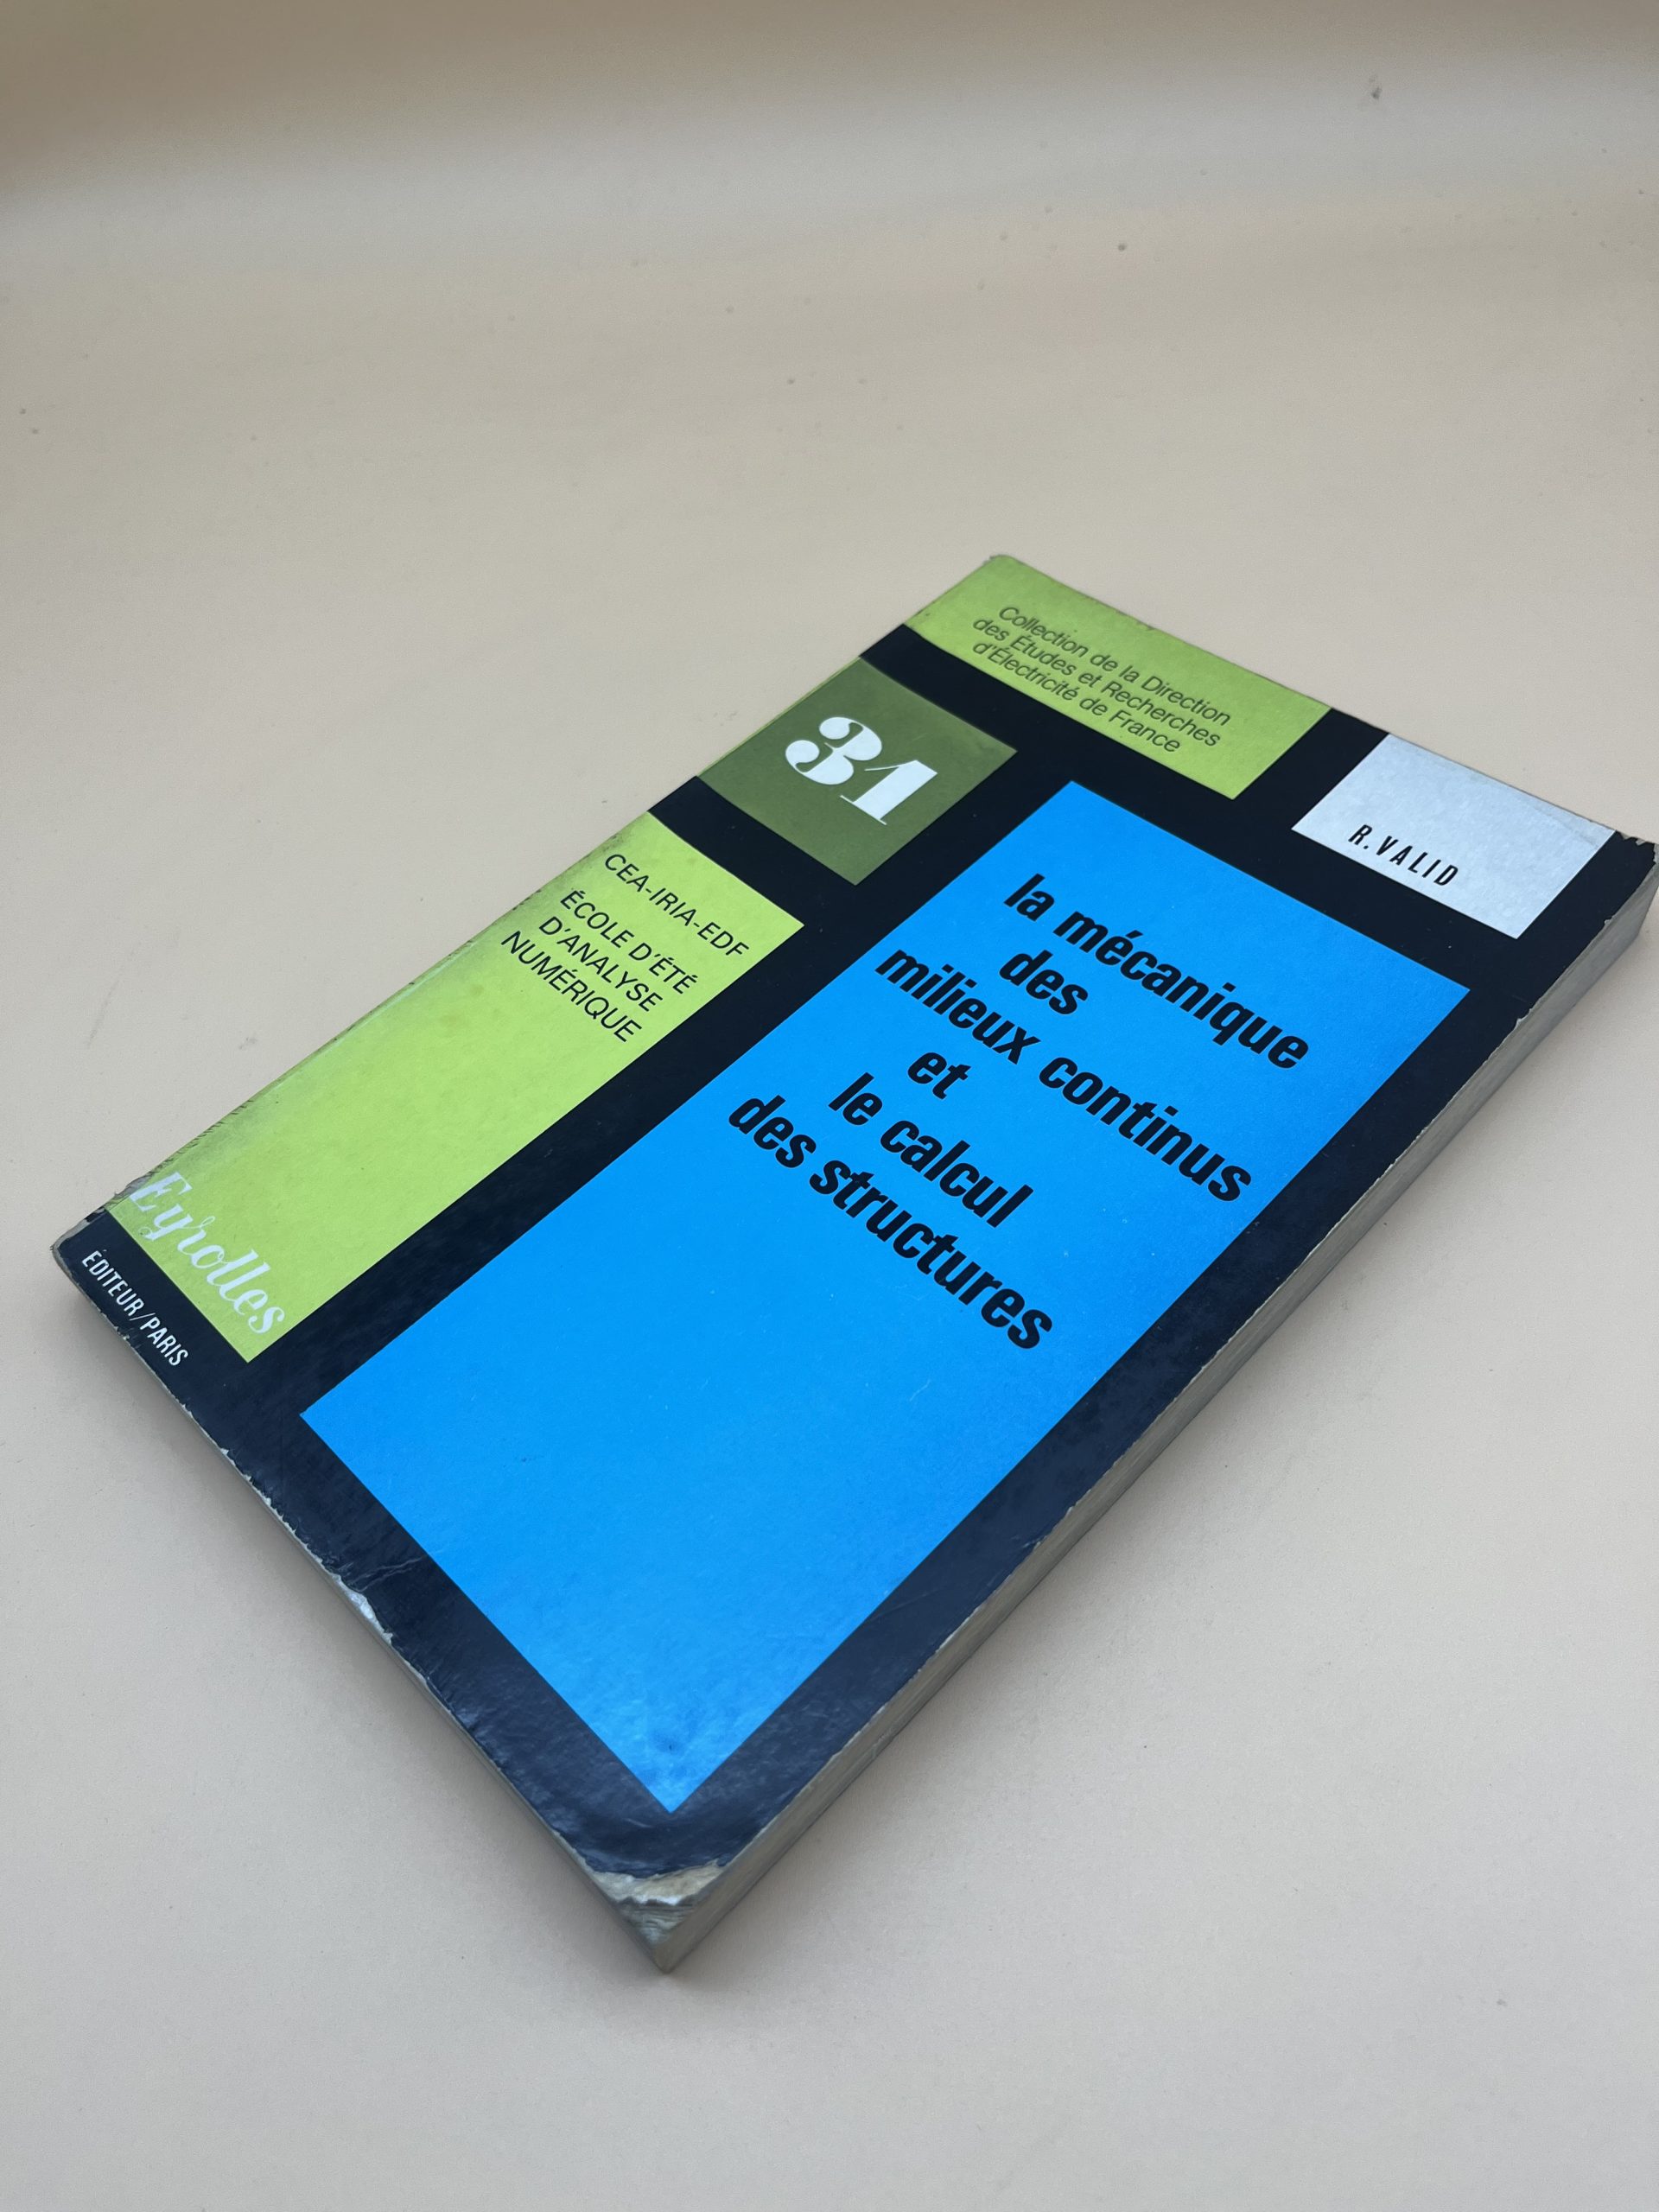 Collection de la Direction
des Études et Recherches
d'Électricité de France
R. VALID
31
la mécanique
des
milieux continus
et
le calcul
des structures
CEA-IRIA-EDF
ÉCOLE D'ÉTÉ
D'ANALYSE
NUMÉRIQUE
Eyrolles
ÉDITEUR/PARIS